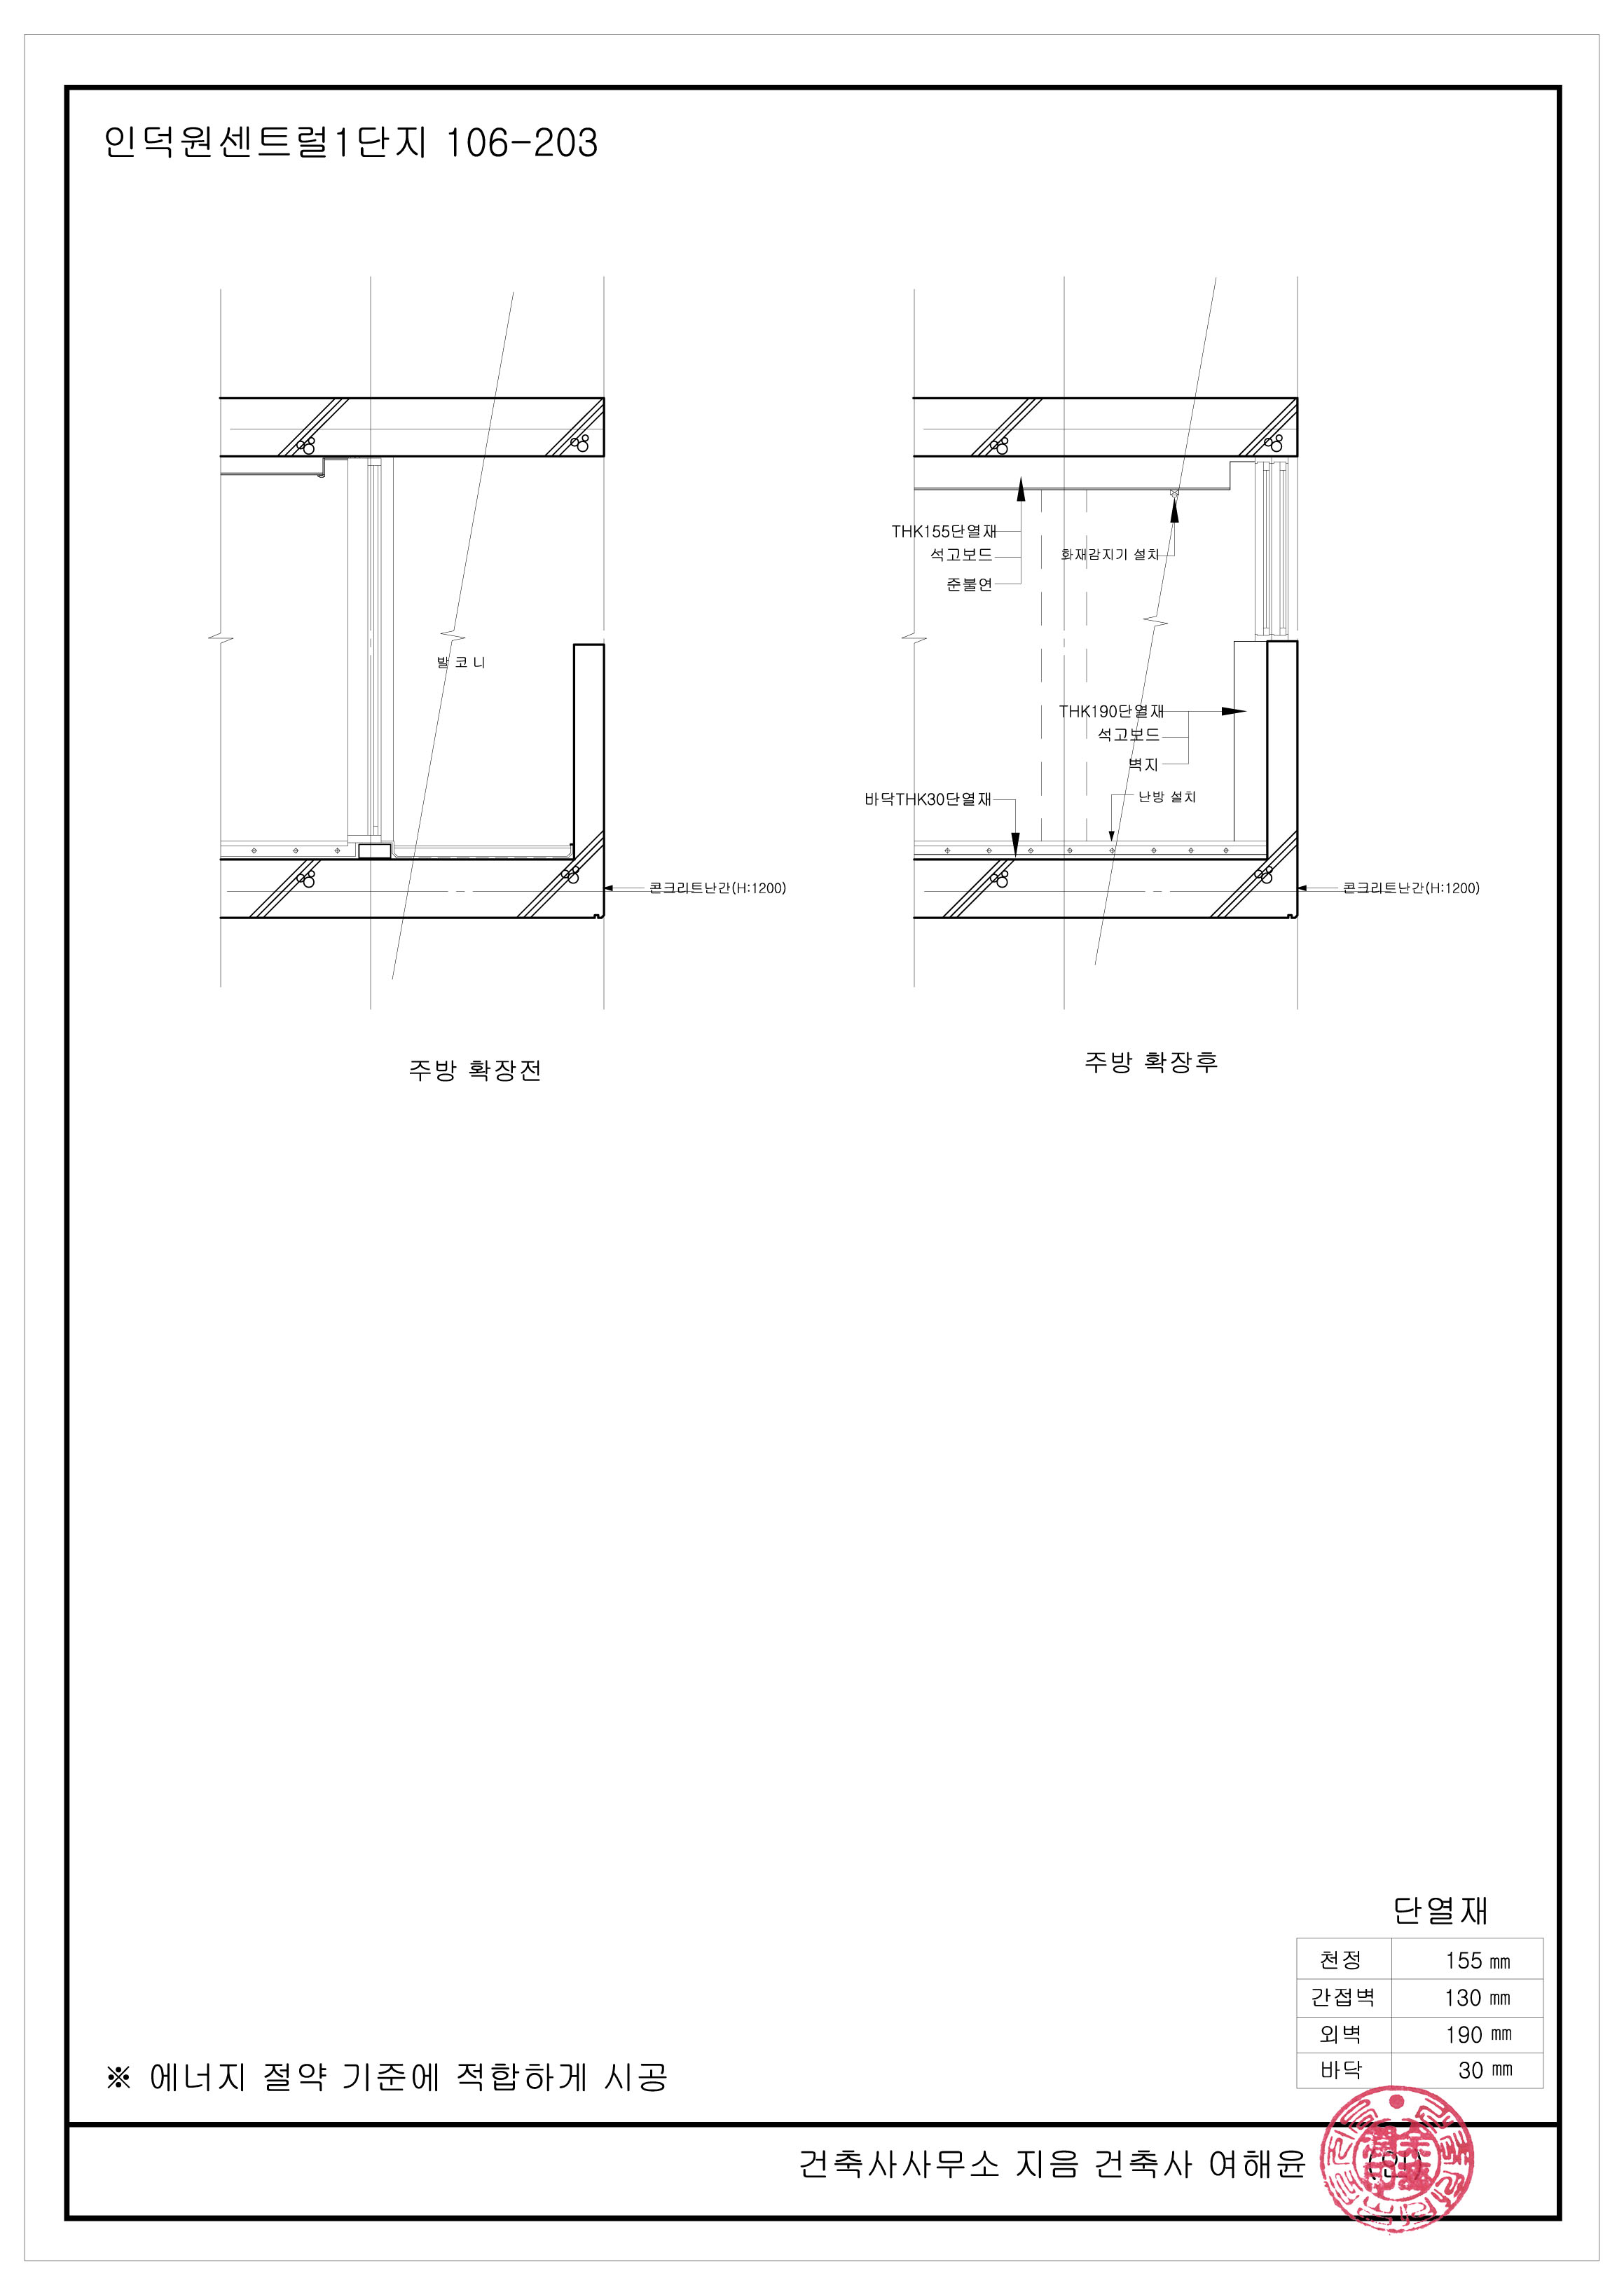 인덕원센트럴1단지 106-203
발코니
콘크리트난간(H:1200)
주방 확장전
THK155단열재
석고보드
준불연
화재감지기 설치
THK190단열재
석고보드
벽지
바닥THK30단열재
난방 설치
콘크리트난간(H:1200)
주방 확장후
단열재
천정 155 ㎜
간접벽 130 ㎜
외벽 190 ㎜
바닥 30 ㎜
※ 에너지 절약 기준에 적합하게 시공
건축사사무소 지음 건축사 여해윤 (인)